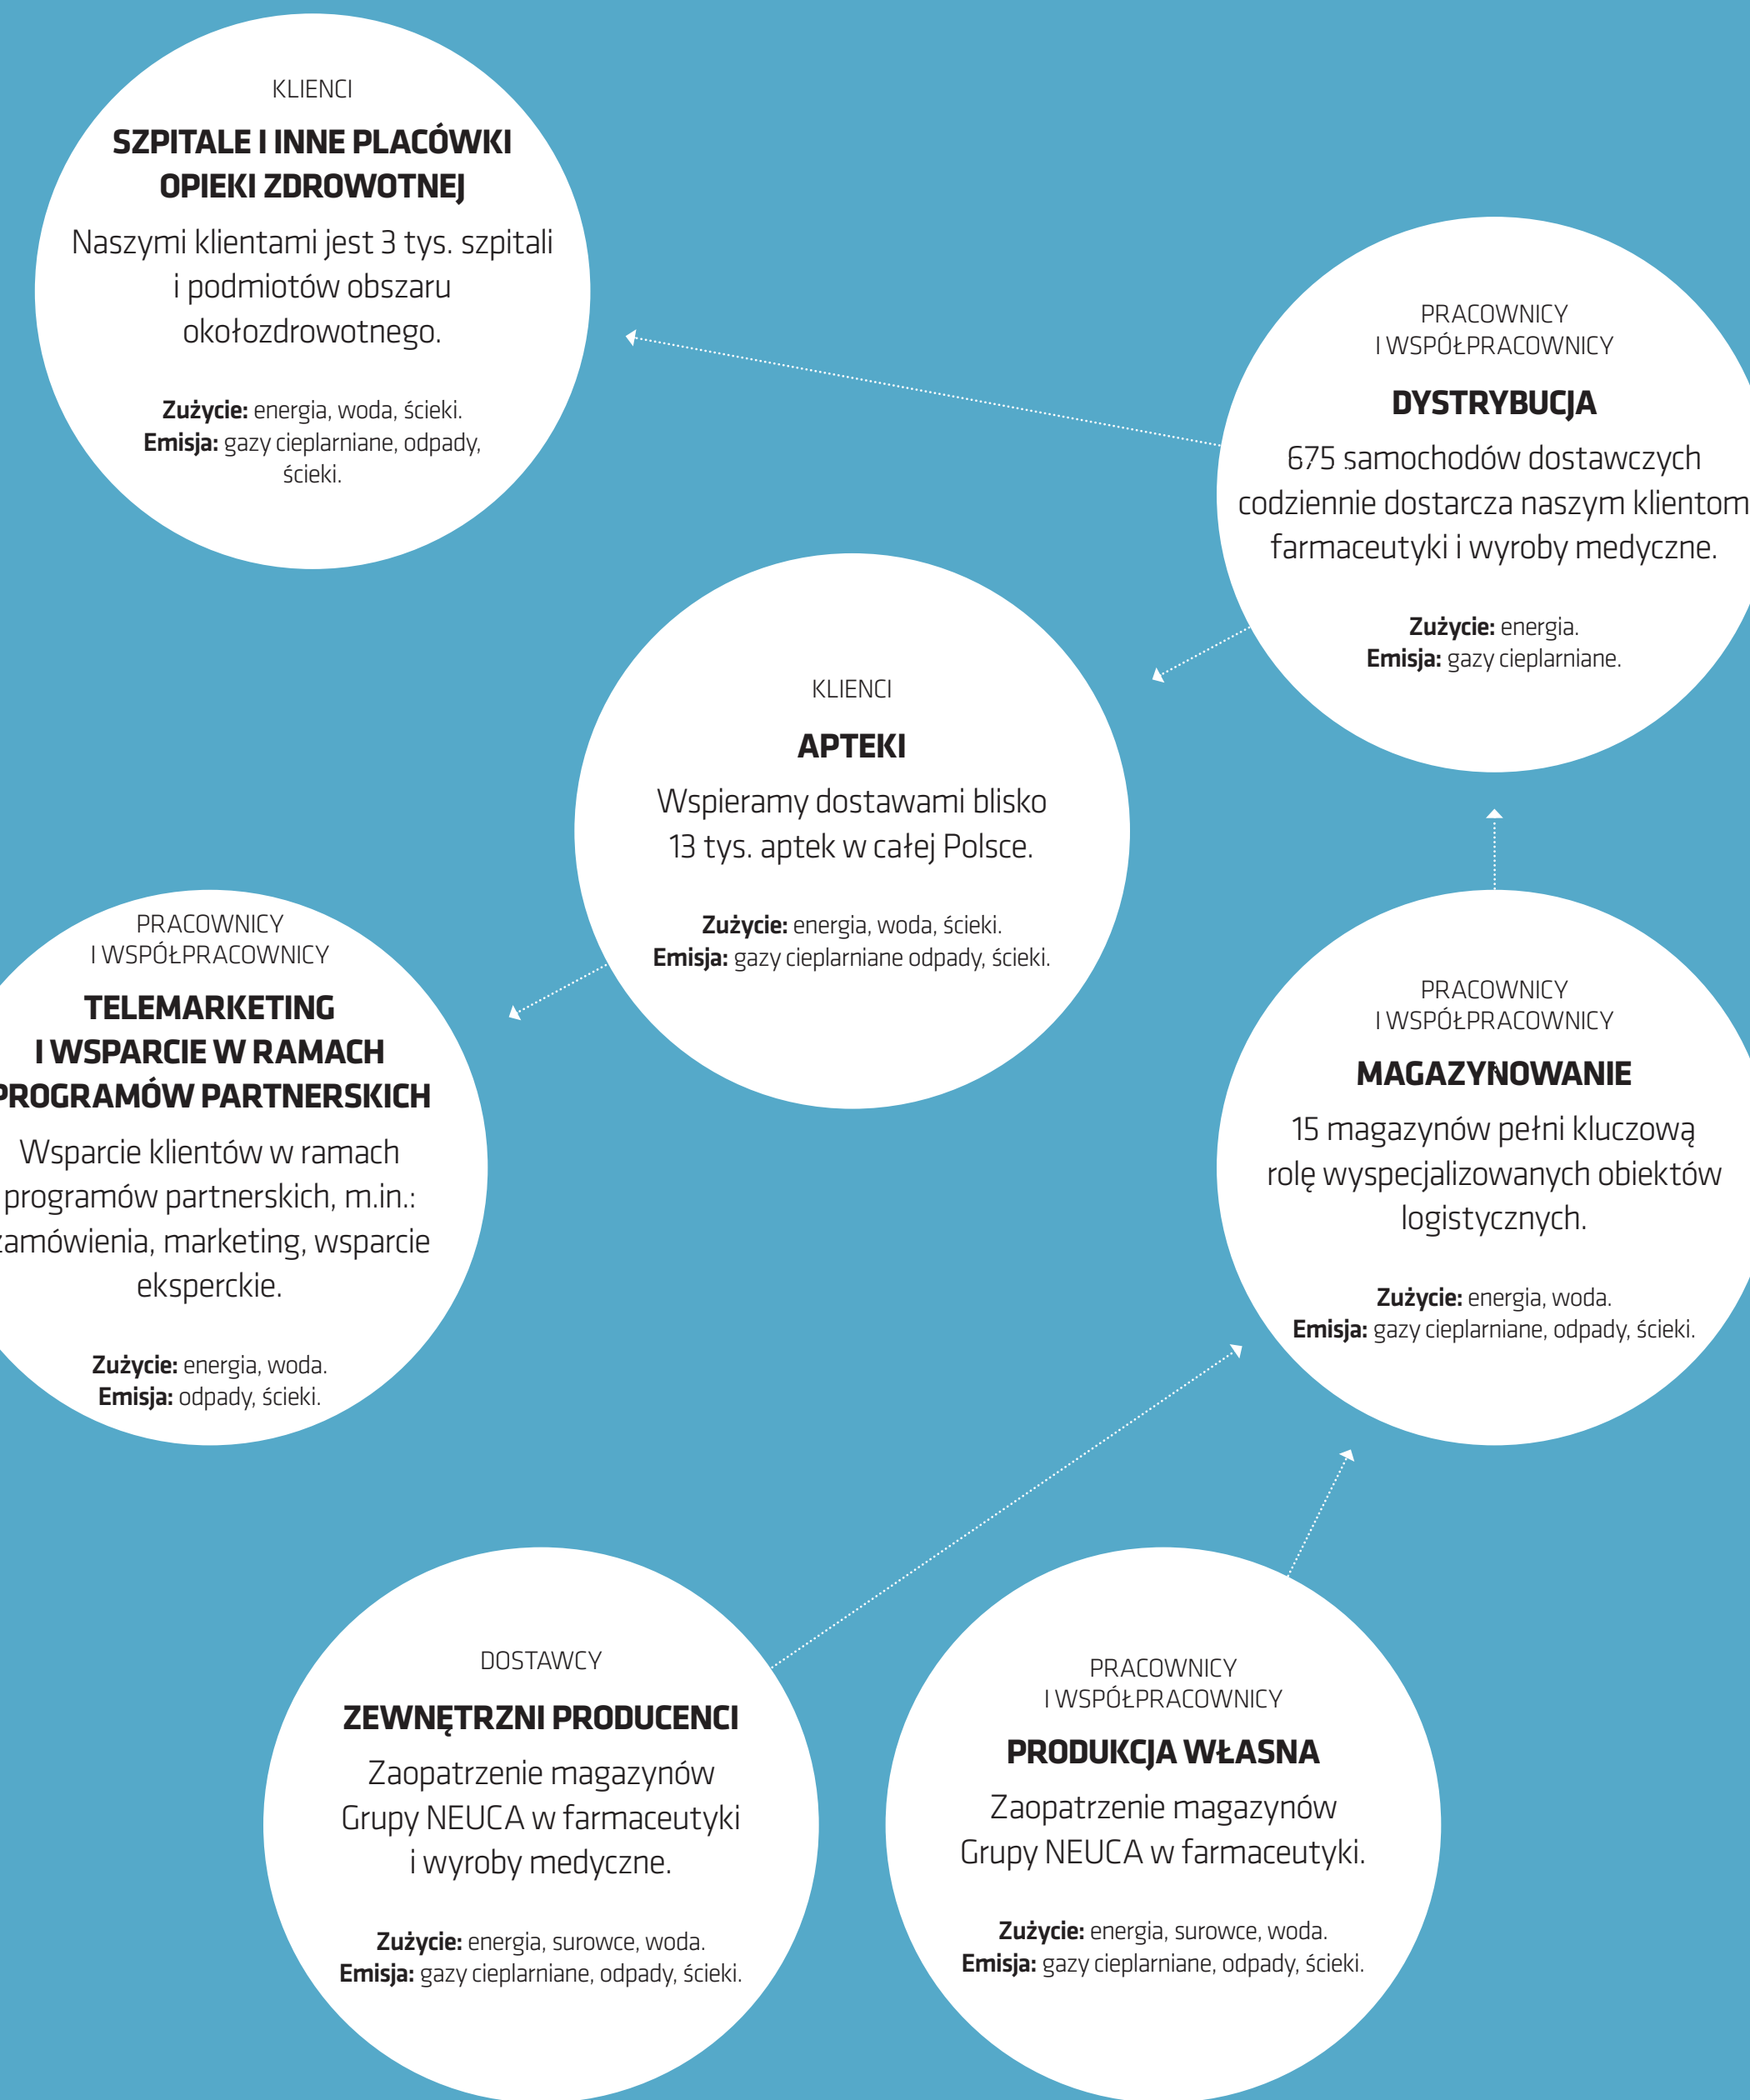 KLIENCI
SZPITALE I INNE PLACÓWKI
OPIEKI ZDROWOTNEJ
Naszymi klientami jest 3 tys. szpitali
i podmiotów obszaru
okołozdrowotnego.
Zużycie: energia, woda, ścieki.
Emisja: gazy cieplarniane, odpady,
ścieki.
PRACOWNICY
I WSPÓŁPRACOWNICY
DYSTRYBUCJA
675 samochodów dostawczych
codziennie dostarcza naszym klientom
farmaceutyki i wyroby medyczne.
Zużycie: energia.
Emisja: gazy cieplarniane.
KLIENCI
APTEKI
Wspieramy dostawami blisko
13 tys. aptek w całej Polsce.
Zużycie: energia, woda, ścieki.
Emisja: gazy cieplarniane odpady, ścieki.
PRACOWNICY
I WSPÓŁPRACOWNICY
TELEMARKETING
I WSPARCIE W RAMACH
PROGRAMÓW PARTNERSKICH
Wsparcie klientów w ramach
programów partnerskich, m.in.:
zamówienia, marketing, wsparcie
eksperckie.
Zużycie: energia, woda.
Emisja: odpady, ścieki.
PRACOWNICY
I WSPÓŁPRACOWNICY
MAGAZYNOWANIE
15 magazynów pełni kluczową
rolę wyspecjalizowanych obiektów
logistycznych.
Zużycie: energia, woda.
Emisja: gazy cieplarniane, odpady, ścieki.
DOSTAWCY
ZEWNĘTRZNI PRODUCENCI
Zaopatrzenie magazynów
Grupy NEUCA w farmaceutyki
i wyroby medyczne.
Zużycie: energia, surowce, woda.
Emisja: gazy cieplarniane, odpady, ścieki.
PRACOWNICY
I WSPÓŁPRACOWNICY
PRODUKCJA WŁASNA
Zaopatrzenie magazynów
Grupy NEUCA w farmaceutyki.
Zużycie: energia, surowce, woda.
Emisja: gazy cieplarniane, odpady, ścieki.